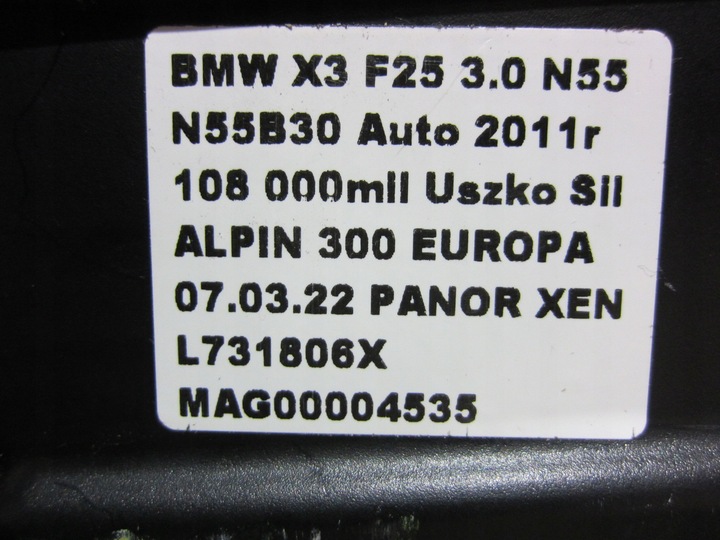 BMW X3 F25 3.0 N55
N55B30 Auto 2011r
108 000mil Uszko Sil
ALPIN 300 EUROPA
07.03.22 PANOR XEN
L731806X
MAG00004535